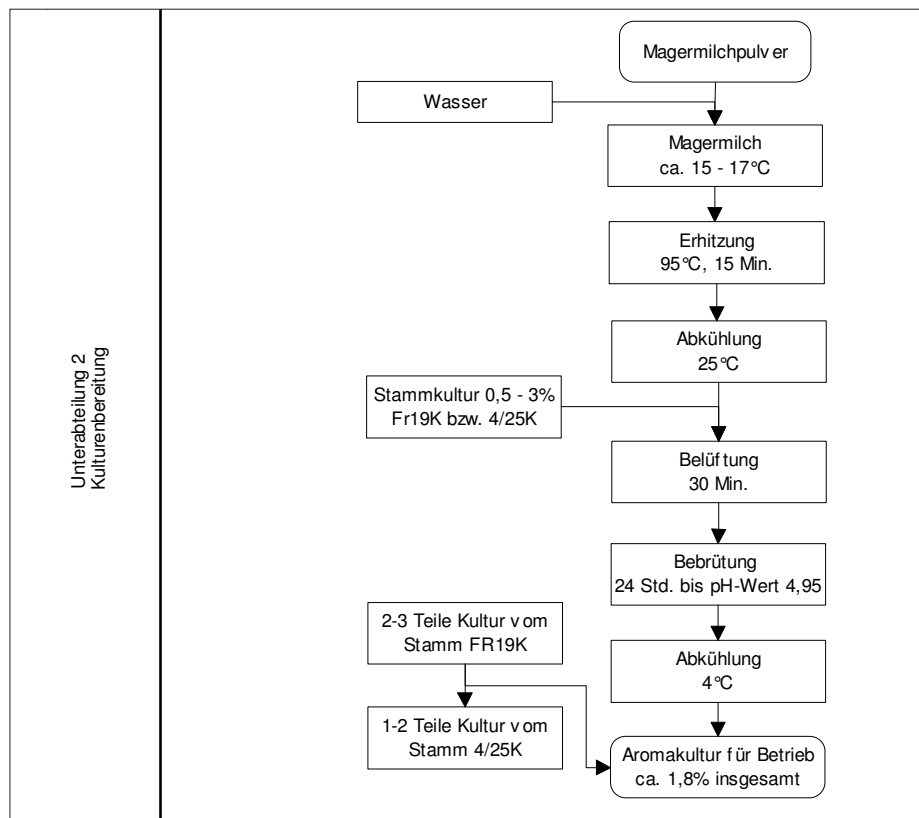 Unterabteilung 2
Kulturenbereitung
Magermilchpulver
Wasser
Magermilch
ca. 15 - 17°C
Erhitzung
95°C, 15 Min.
Abkühlung
25°C
Stammkultur 0,5 - 3%
Fr19K bzw. 4/25K
Belüftung
30 Min.
Bebrütung
24 Std. bis pH-Wert 4,95
2-3 Teile Kultur vom
Stamm FR19K
Abkühlung
4°C
1-2 Teile Kultur vom
Stamm 4/25K
Aromakultur für Betrieb
ca. 1,8% insgesamt